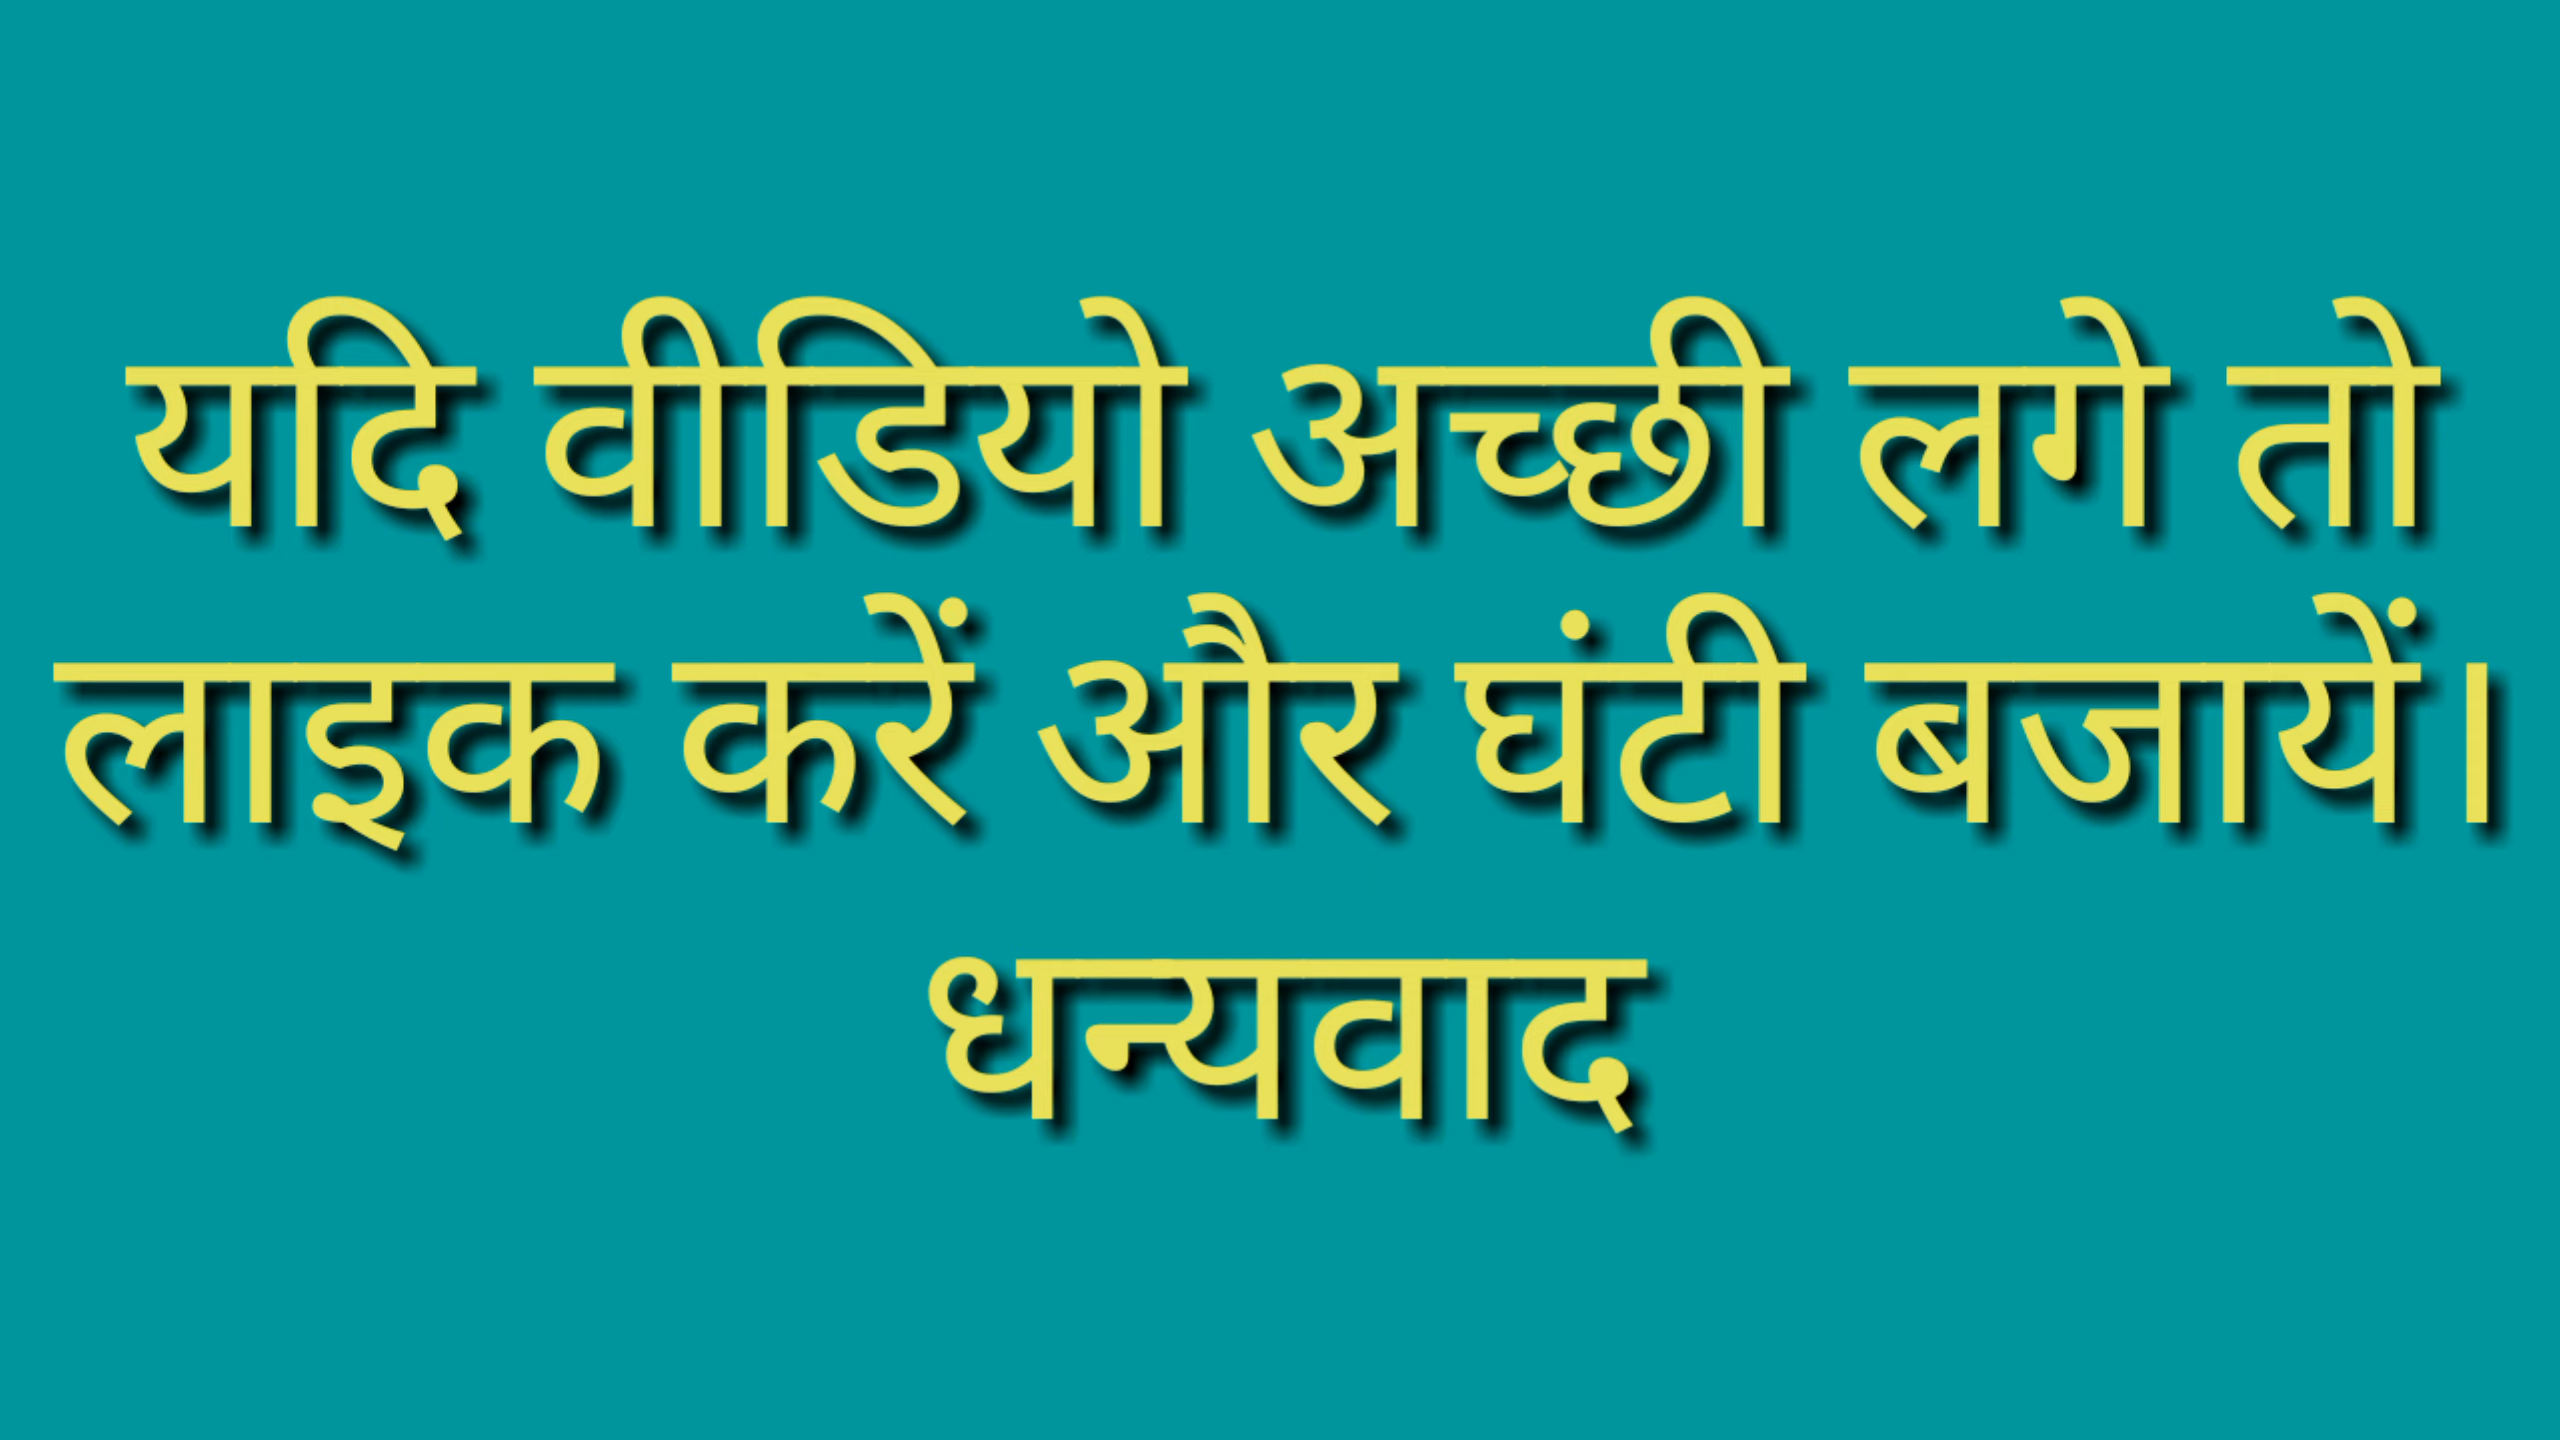 यदि वीडियो अच्छी लगे तो
लाइक करें और घंटी बजायें।
धन्यवाद